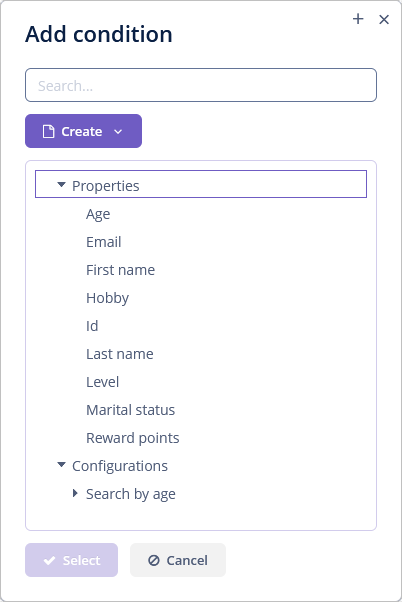 Add condition
Search...
Create
Properties
Age
Email
First name
Hobby
Id
Last name
Level
Marital status
Reward points
Configurations
Search by age
Select
Cancel